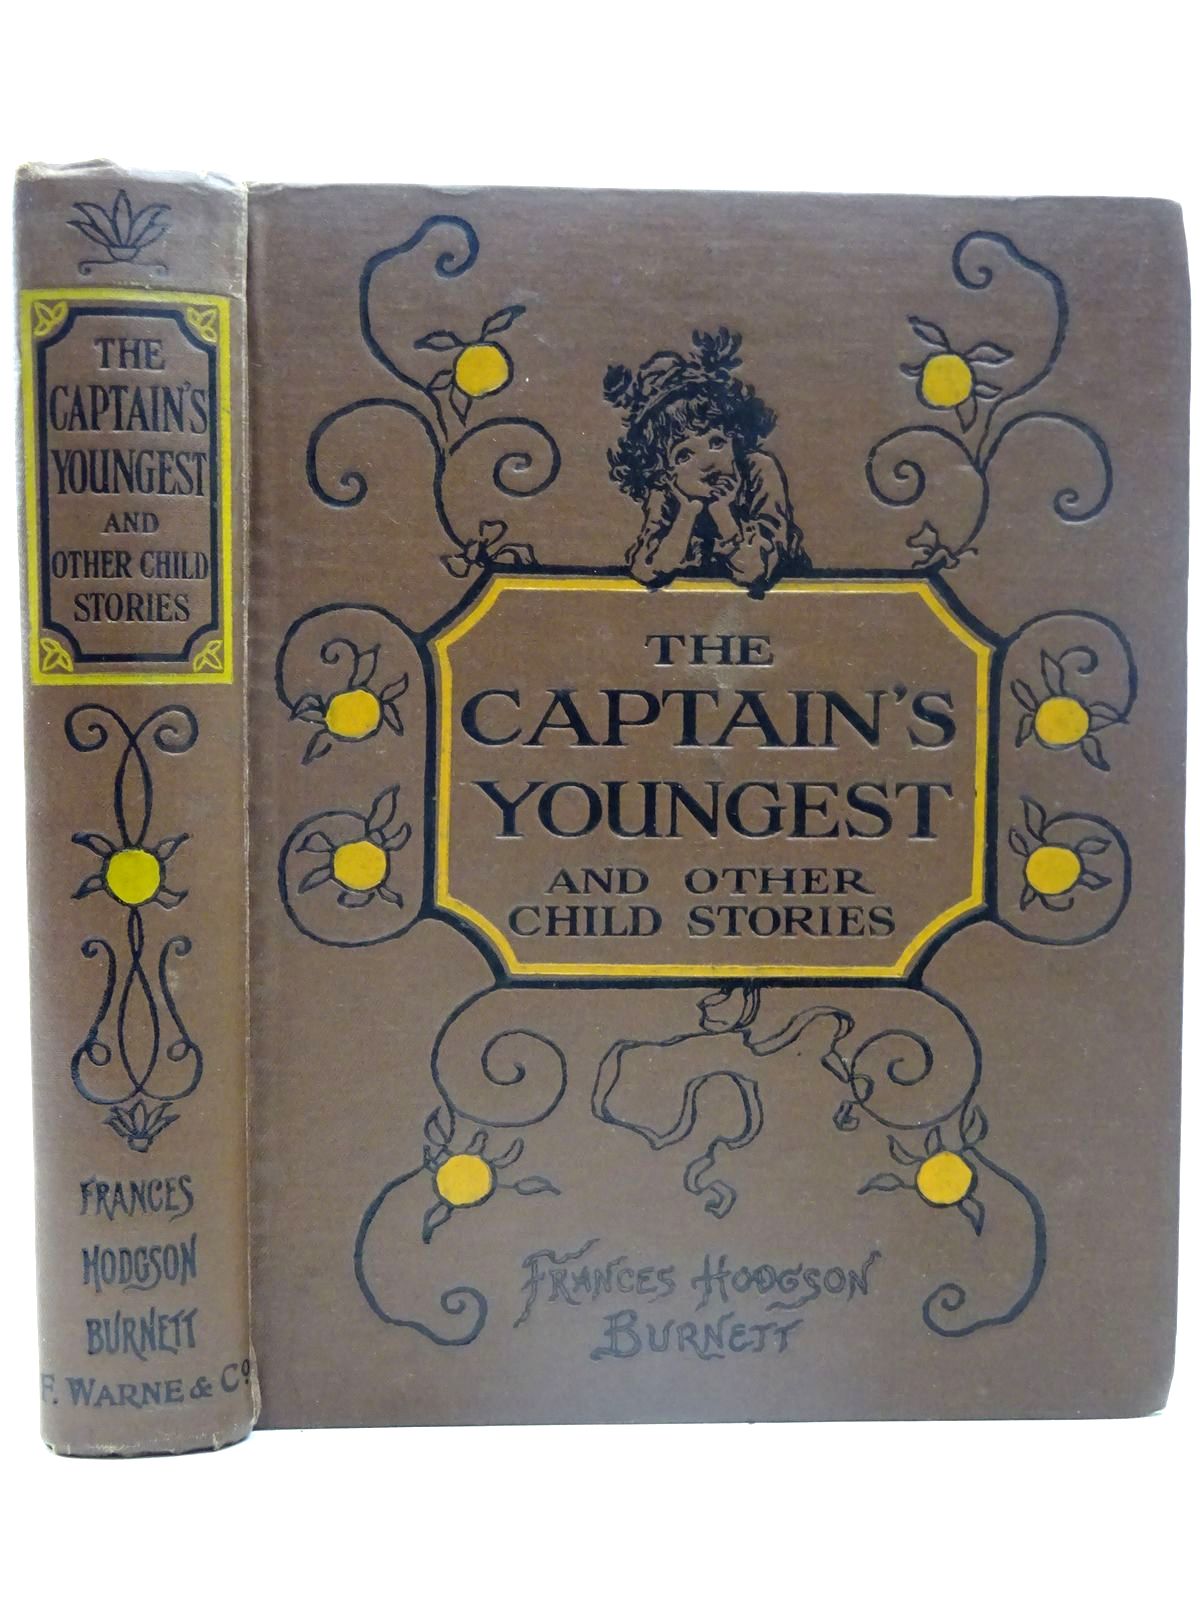 THE
CAPTAIN'S
YOUNGEST
AND
OTHER CHILD
STORIES
FRANCES
HODGSON
BURNETT
F. WARNE & Co.
THE
CAPTAIN'S
YOUNGEST
AND OTHER
CHILD STORIES
FRANCES HODGSON
BURNETT